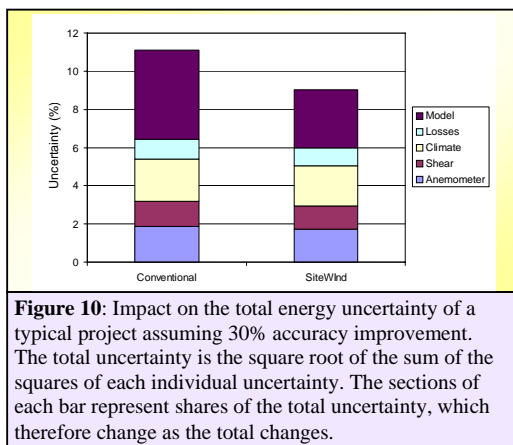 12
10
8
6
4
2
0
Uncertainty (%)
Conventional
SiteWInd
Model
Losses
Climate
Shear
Anemometer
Figure 10: Impact on the total energy uncertainty of a
typical project assuming 30% accuracy improvement.
The total uncertainty is the square root of the sum of the
squares of each individual uncertainty. The sections of
each bar represent shares of the total uncertainty, which
therefore change as the total changes.